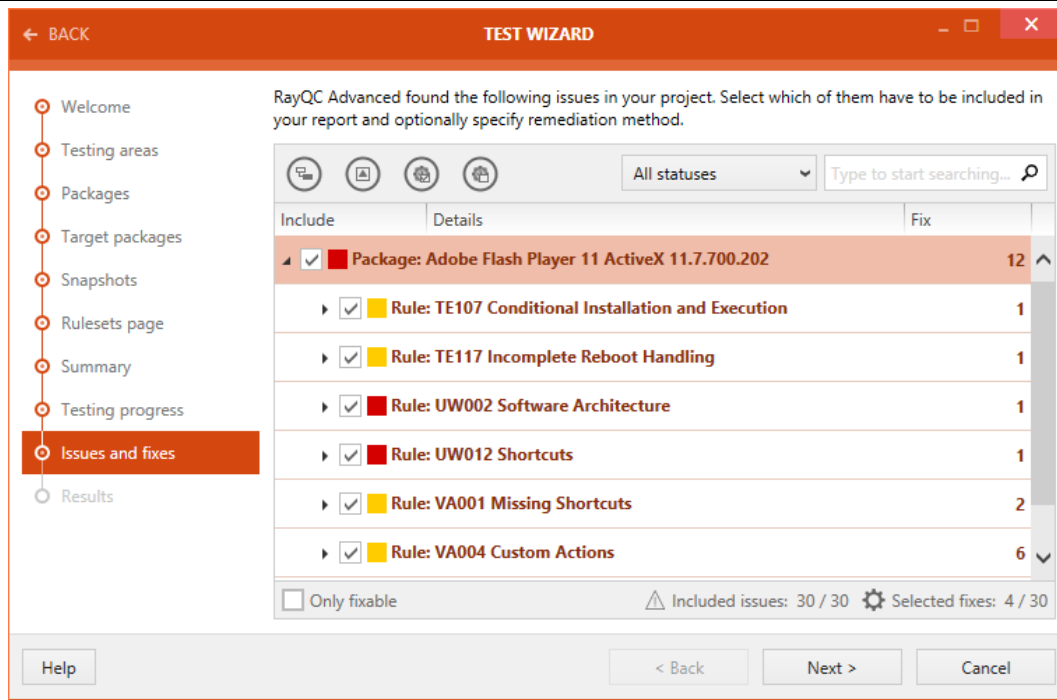 BACK
TEST WIZARD
Welcome
Testing areas
Packages
Target packages
Snapshots
Rulesets page
Summary
Testing progress
Issues and fixes
Results
RayQC Advanced found the following issues in your project. Select which of them have to be included in
your report and optionally specify remediation method.
All statuses
Type to start searching...
Include Details Fix
Package: Adobe Flash Player 11 ActiveX 11.7.700.202 12
Rule: TE107 Conditional Installation and Execution 1
Rule: TE117 Incomplete Reboot Handling 1
Rule: UW002 Software Architecture 1
Rule: UW012 Shortcuts 1
Rule: VA001 Missing Shortcuts 2
Rule: VA004 Custom Actions 6
Only fixable Included issues: 30 / 30 Selected fixes: 4 / 30
Help < Back Next > Cancel